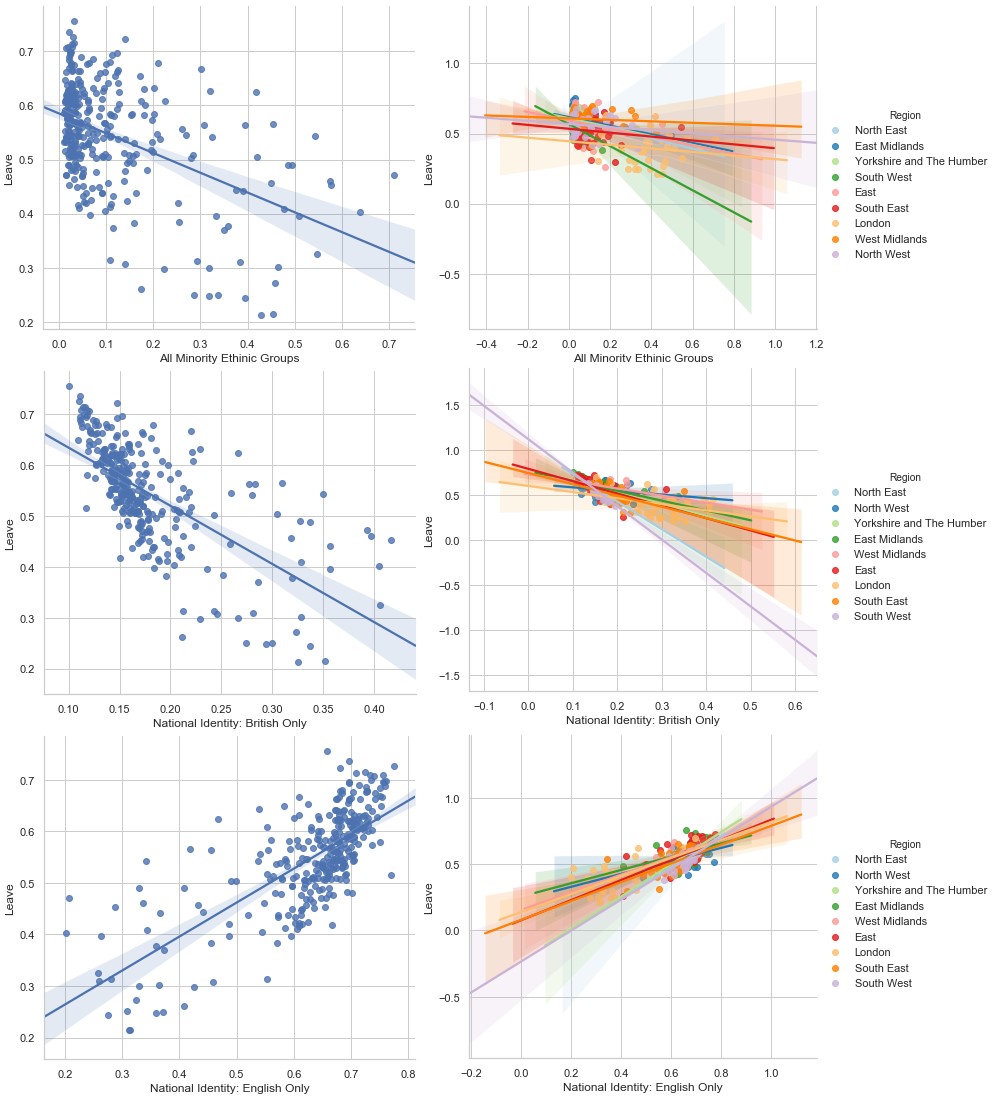 0.7
0.6
0.5
0.4
0.3
0.2
Leave
0.0 0.1 0.2 0.3 0.4 0.5 0.6 0.7
All Minority Ethinic Groups
1.0
0.5
0.0
−0.5
Leave
−0.4 −0.2 0.0 0.2 0.4 0.6 0.8 1.0 1.2
All Minority Ethinic Groups
Region
North East
East Midlands
Yorkshire and The Humber
South West
East
South East
London
West Midlands
North West
0.7
0.6
0.5
0.4
0.3
0.2
Leave
0.10 0.15 0.20 0.25 0.30 0.35 0.40
National Identity: British Only
1.5
1.0
0.5
0.0
−0.5
−1.0
−1.5
Leave
−0.1 0.0 0.1 0.2 0.3 0.4 0.5 0.6
National Identity: British Only
Region
North East
North West
Yorkshire and The Humber
East Midlands
West Midlands
East
London
South East
South West
0.7
0.6
0.5
0.4
0.3
0.2
Leave
0.2 0.3 0.4 0.5 0.6 0.7 0.8
National Identity: English Only
1.0
0.5
0.0
−0.5
Leave
−0.2 0.0 0.2 0.4 0.6 0.8 1.0
National Identity: English Only
Region
North East
North West
Yorkshire and The Humber
East Midlands
West Midlands
East
London
South East
South West